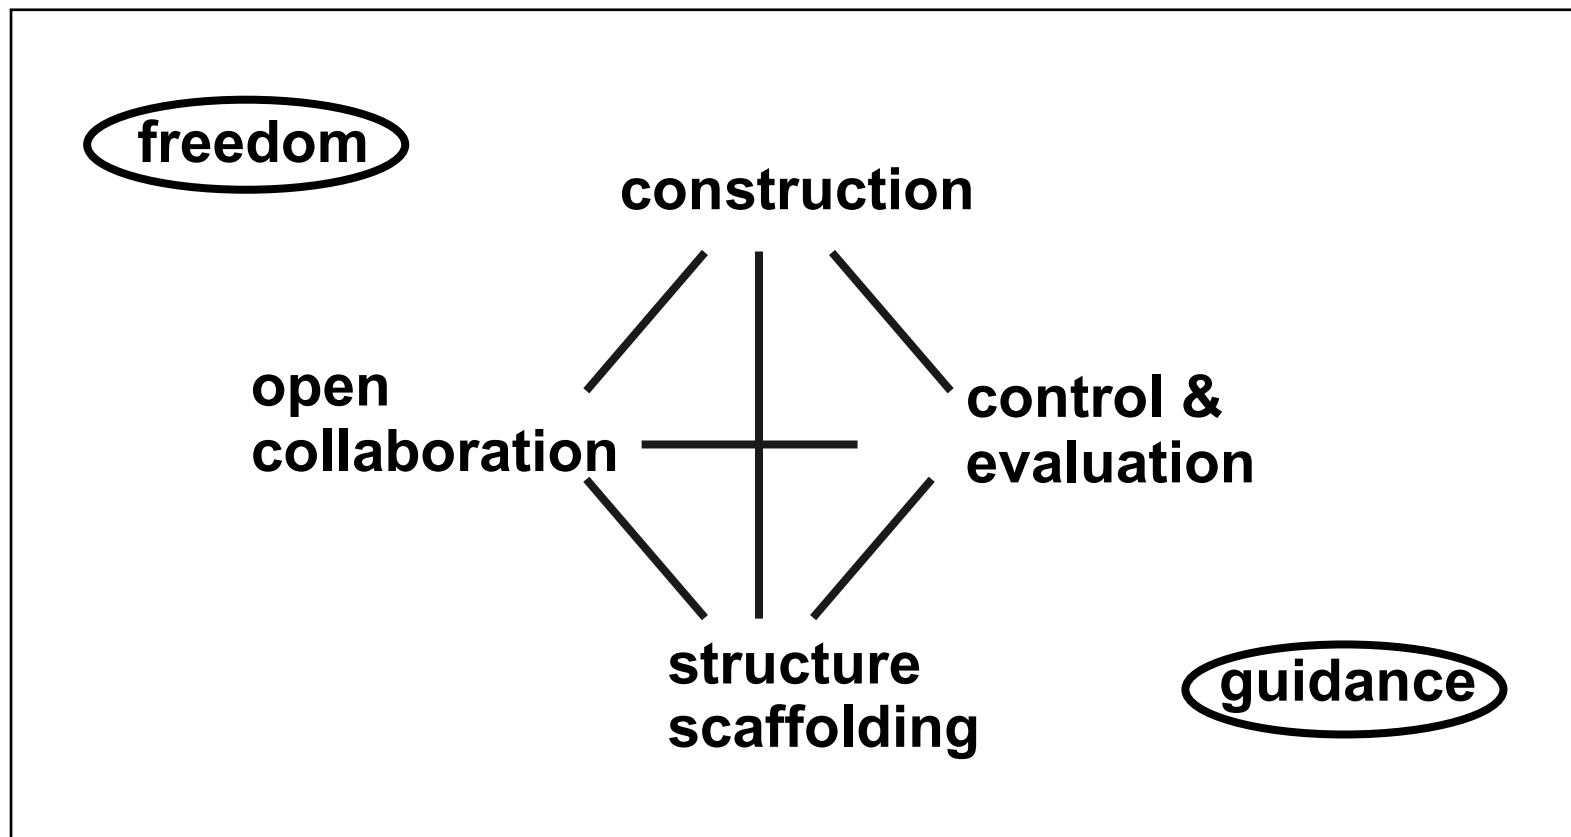 freedom
construction
open
collaboration
control &
evaluation
structure
scaffolding
guidance